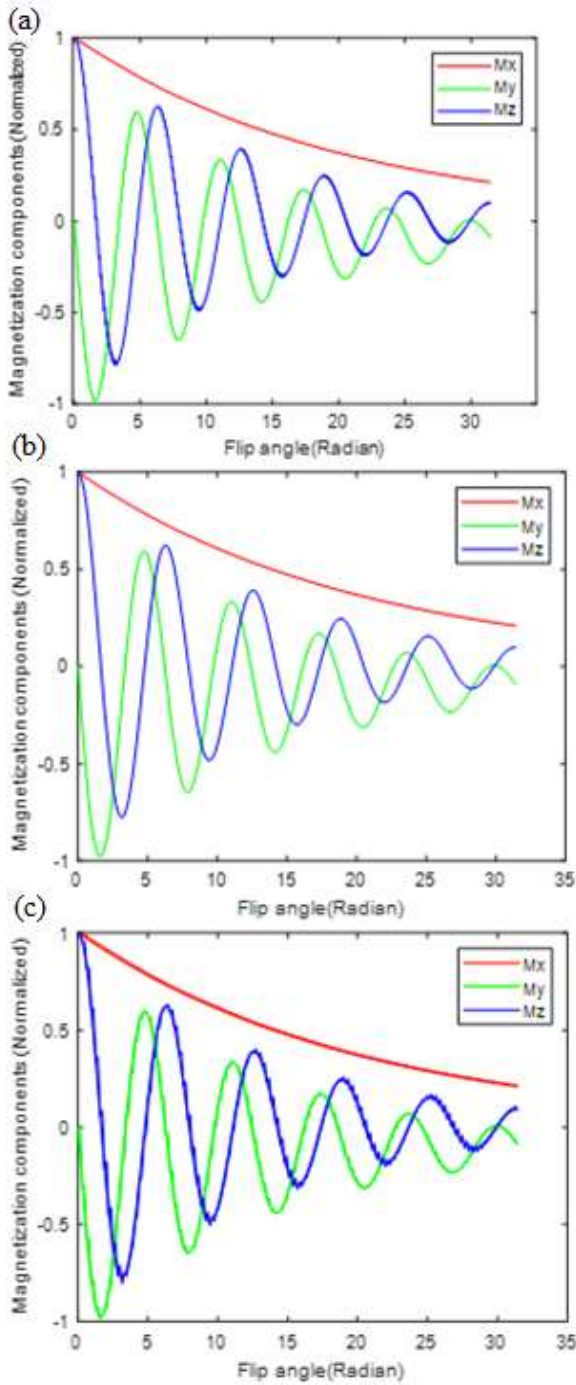 (a)
Magnetization components (Normalized)
1
0.5
0
-0.5
-1
Mx
My
Mz
0 5 10 15 20 25 30
Flip angle(Radian)
(b)
Magnetization components (Normalized)
1
0.5
0
-0.5
-1
Mx
My
Mz
0 5 10 15 20 25 30 35
Flip angle(Radian)
(c)
Magnetization components (Normalized)
1
0.5
0
-0.5
-1
Mx
My
Mz
0 5 10 15 20 25 30 35
Flip angle(Radian)